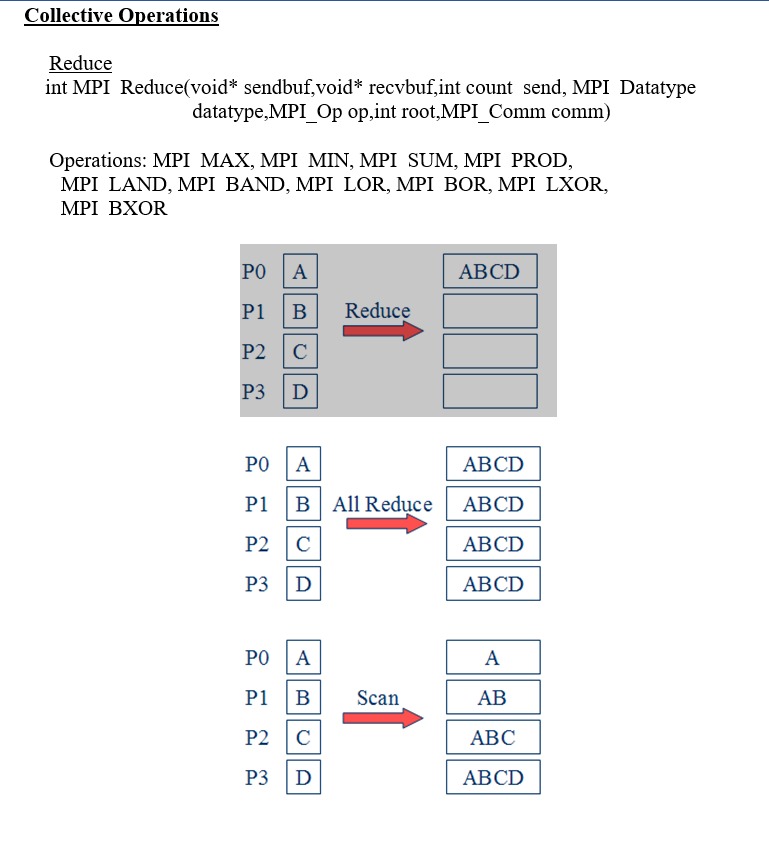 Collective Operations
Reduce
int MPI Reduce(void* sendbuf,void* recvbuf,int count send, MPI Datatype
datatype,MPI_Op op,int root,MPI_Comm comm)
Operations: MPI MAX, MPI MIN, MPI SUM, MPI PROD,
MPI LAND, MPI BAND, MPI LOR, MPI BOR, MPI LXOR,
MPI BXOR
P0 A ABCD
P1 B Reduce
P2 C
P3 D
P0 A ABCD
P1 B All Reduce ABCD
P2 C ABCD
P3 D ABCD
P0 A A
P1 B Scan AB
P2 C ABC
P3 D ABCD